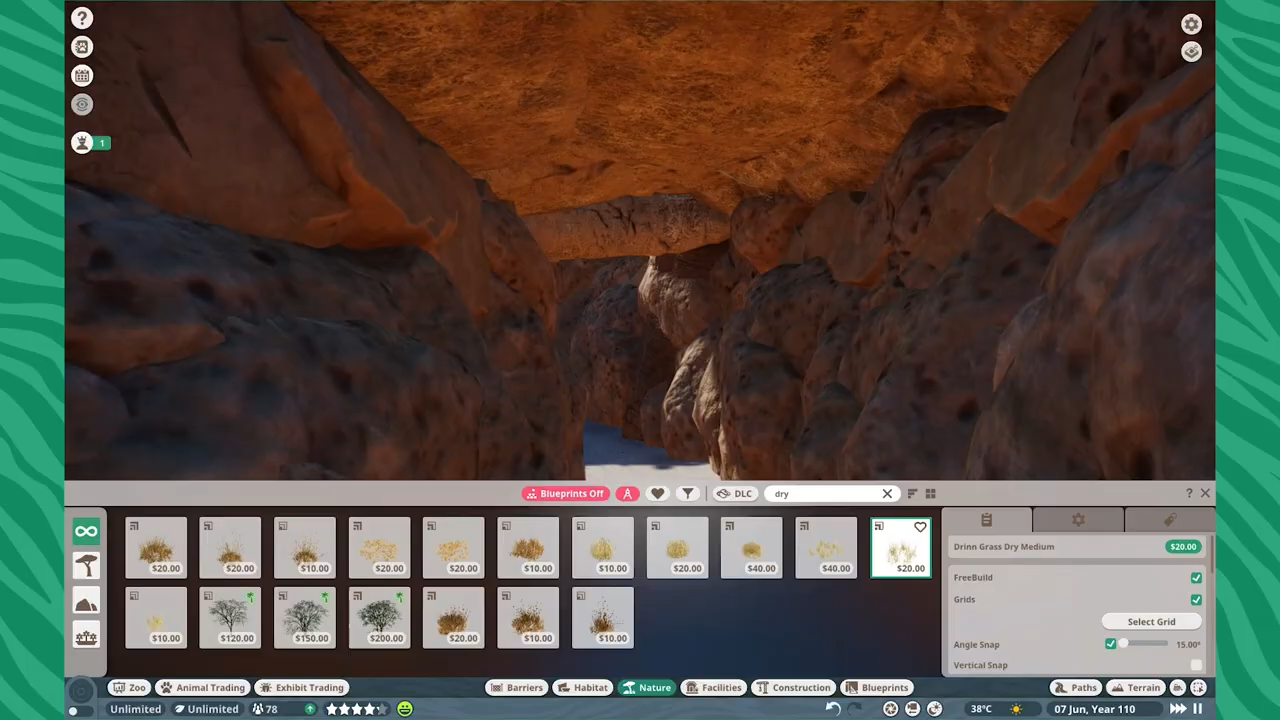 ?
1
Blueprints Off
DLC
dry
?
$20.00
$20.00
$10.00
$20.00
$20.00
$10.00
$10.00
$20.00
$40.00
$40.00
$20.00
$10.00
$120.00
$150.00
$200.00
$20.00
$10.00
$10.00
Drinn Grass Dry Medium
$20.00
FreeBuild
Grids
Select Grid
Angle Snap
15.00°
Vertical Snap
Zoo
Animal Trading
Exhibit Trading
Barriers
Habitat
Nature
Facilities
Construction
Blueprints
Paths
Terrain
Unlimited
Unlimited
78
38°C
07 Jun, Year 110